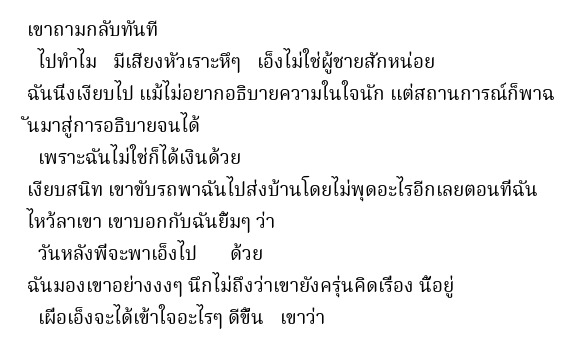 เขาถามกลับทันที
ไปทำไม มีเสียงหัวเราะหึๆ เอ็งไม่ใช่ผู้ชายสักหน่อย
ฉันนึ่งเงียบไป แม้ไม่อยากอธิบายความในใจนัก แต่สถานการณ์ก็พาฉ
ันมาสู่การอธิบายจนได้
เพราะฉันไม่ใช่ก็ได้เงินด้วย
เงียบสนิท เขาขับรถพาฉันไปส่งบ้านโดยไม่พูดอะไรอีกเลยตอนที่ฉัน
ไหว้ลาเขา เขาบอกกับฉันยิ้มๆ ว่า
วันหลังพี่จะพาเอ็งไป ด้วย
ฉันมองเขาอย่างงงๆ นึกไม่ถึงว่าเขายังครุ่นคิดเรื่อง นี้อยู่
เผื่อเอ็งจะได้เข้าใจอะไรๆ ดีขึ้น เขาว่า